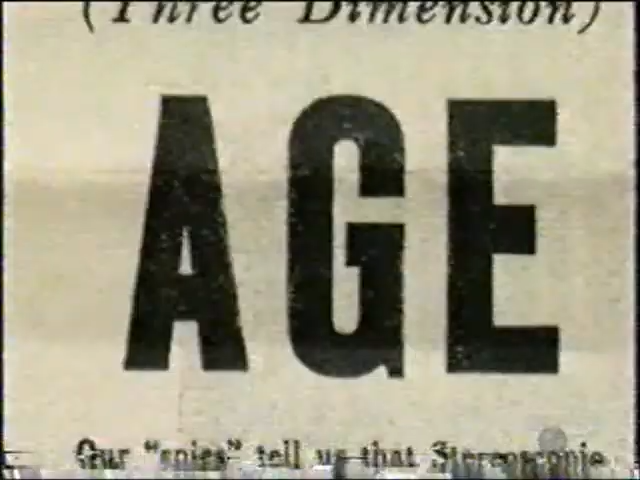 (Three Dimension)
AGE
Our "spies" tell us that Stereoscopic